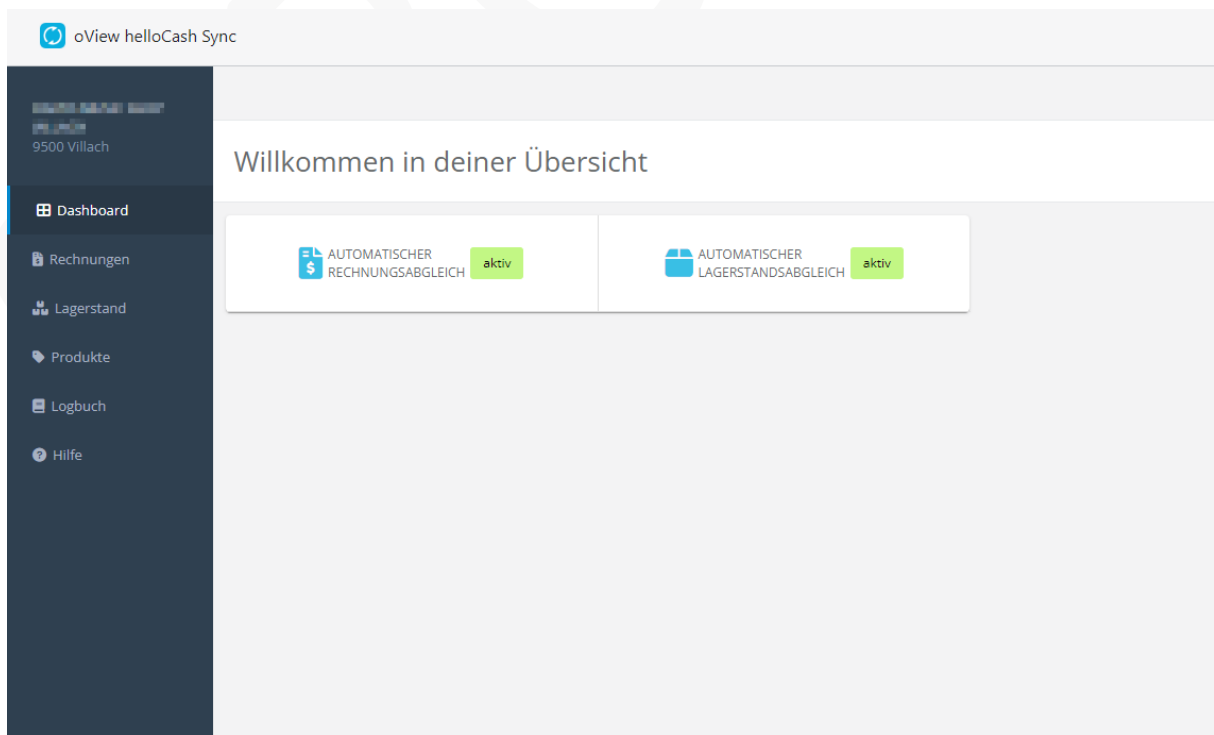 oView helloCash Sync
9500 Villach
Dashboard
Rechnungen
Lagerstand
Produkte
Logbuch
Hilfe
Willkommen in deiner Übersicht
AUTOMATISCHER
RECHNUNGSABGLEICH
aktiv
AUTOMATISCHER
LAGERSTANDSABGLEICH
aktiv